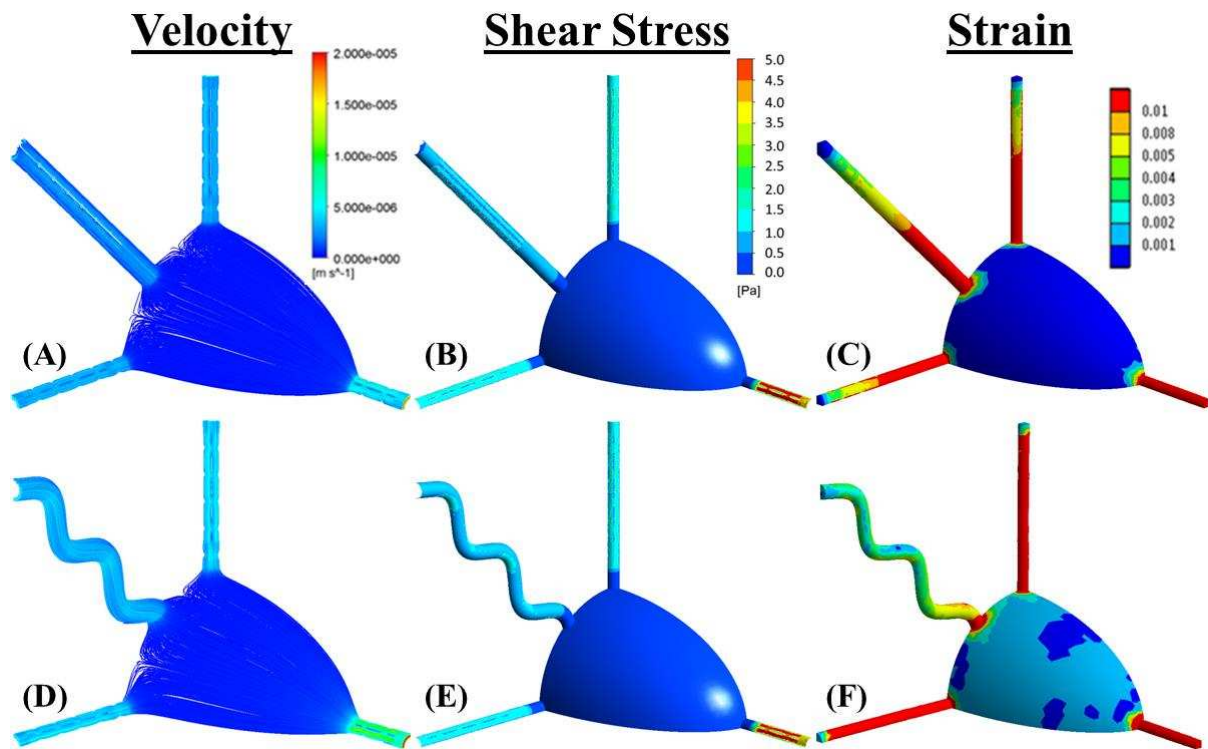 Velocity
Shear Stress
Strain
2.000e-005
1.500e-005
1.000e-005
5.000e-006
0.000e+000
[m s^-1]
5.0
4.5
4.0
3.5
3.0
2.5
2.0
1.5
1.0
0.5
0.0
[Pa]
0.01
0.008
0.005
0.004
0.002
0.001
(A)
(B)
(C)
(D)
(E)
(F)